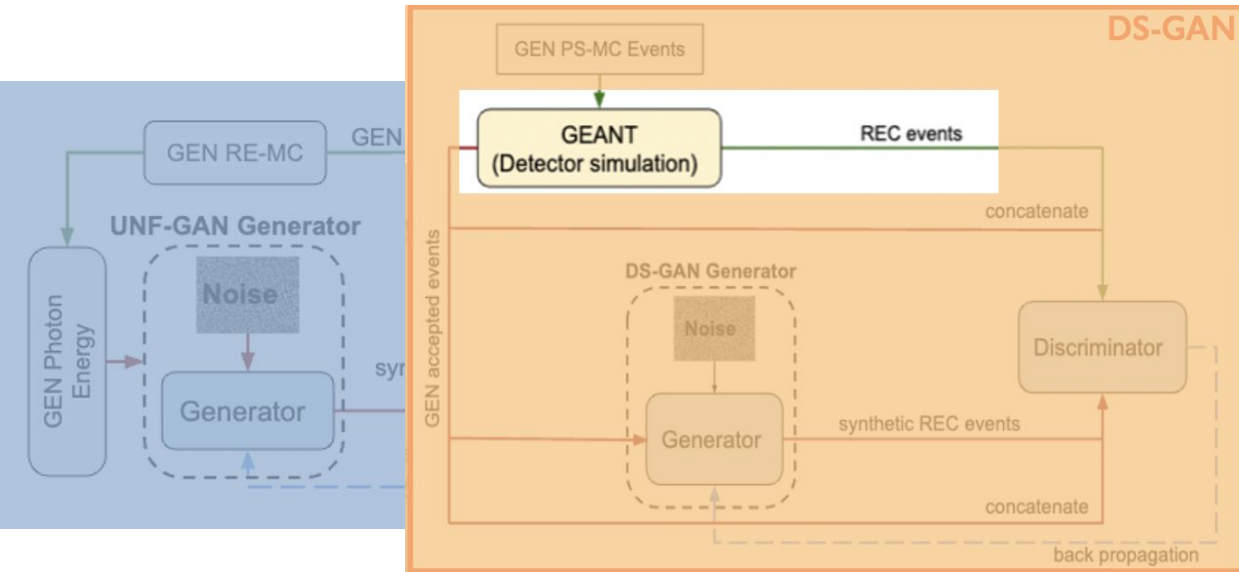 DS-GAN
GEN PS-MC Events
GEANT
(Detector simulation)
REC events
GEN RE-MC
GEN
concatenate
UNF-GAN Generator
GEN accepted events
DS-GAN Generator
Noise
Noise
GEN Photon
Energy
Discriminator
Generator
syr
synthetic REC events
Generator
concatenate
back propagation